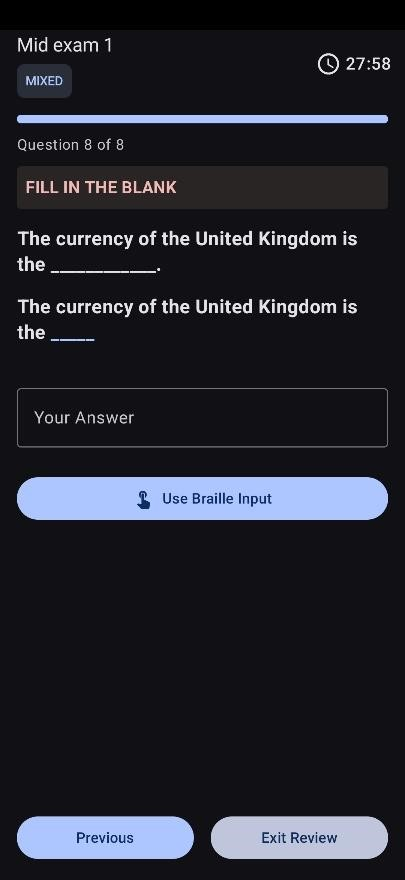 Mid exam 1
27:58
MIXED
Question 8 of 8
FILL IN THE BLANK
The currency of the United Kingdom is
the ____________.
The currency of the United Kingdom is
the _____
Your Answer
Use Braille Input
Previous
Exit Review